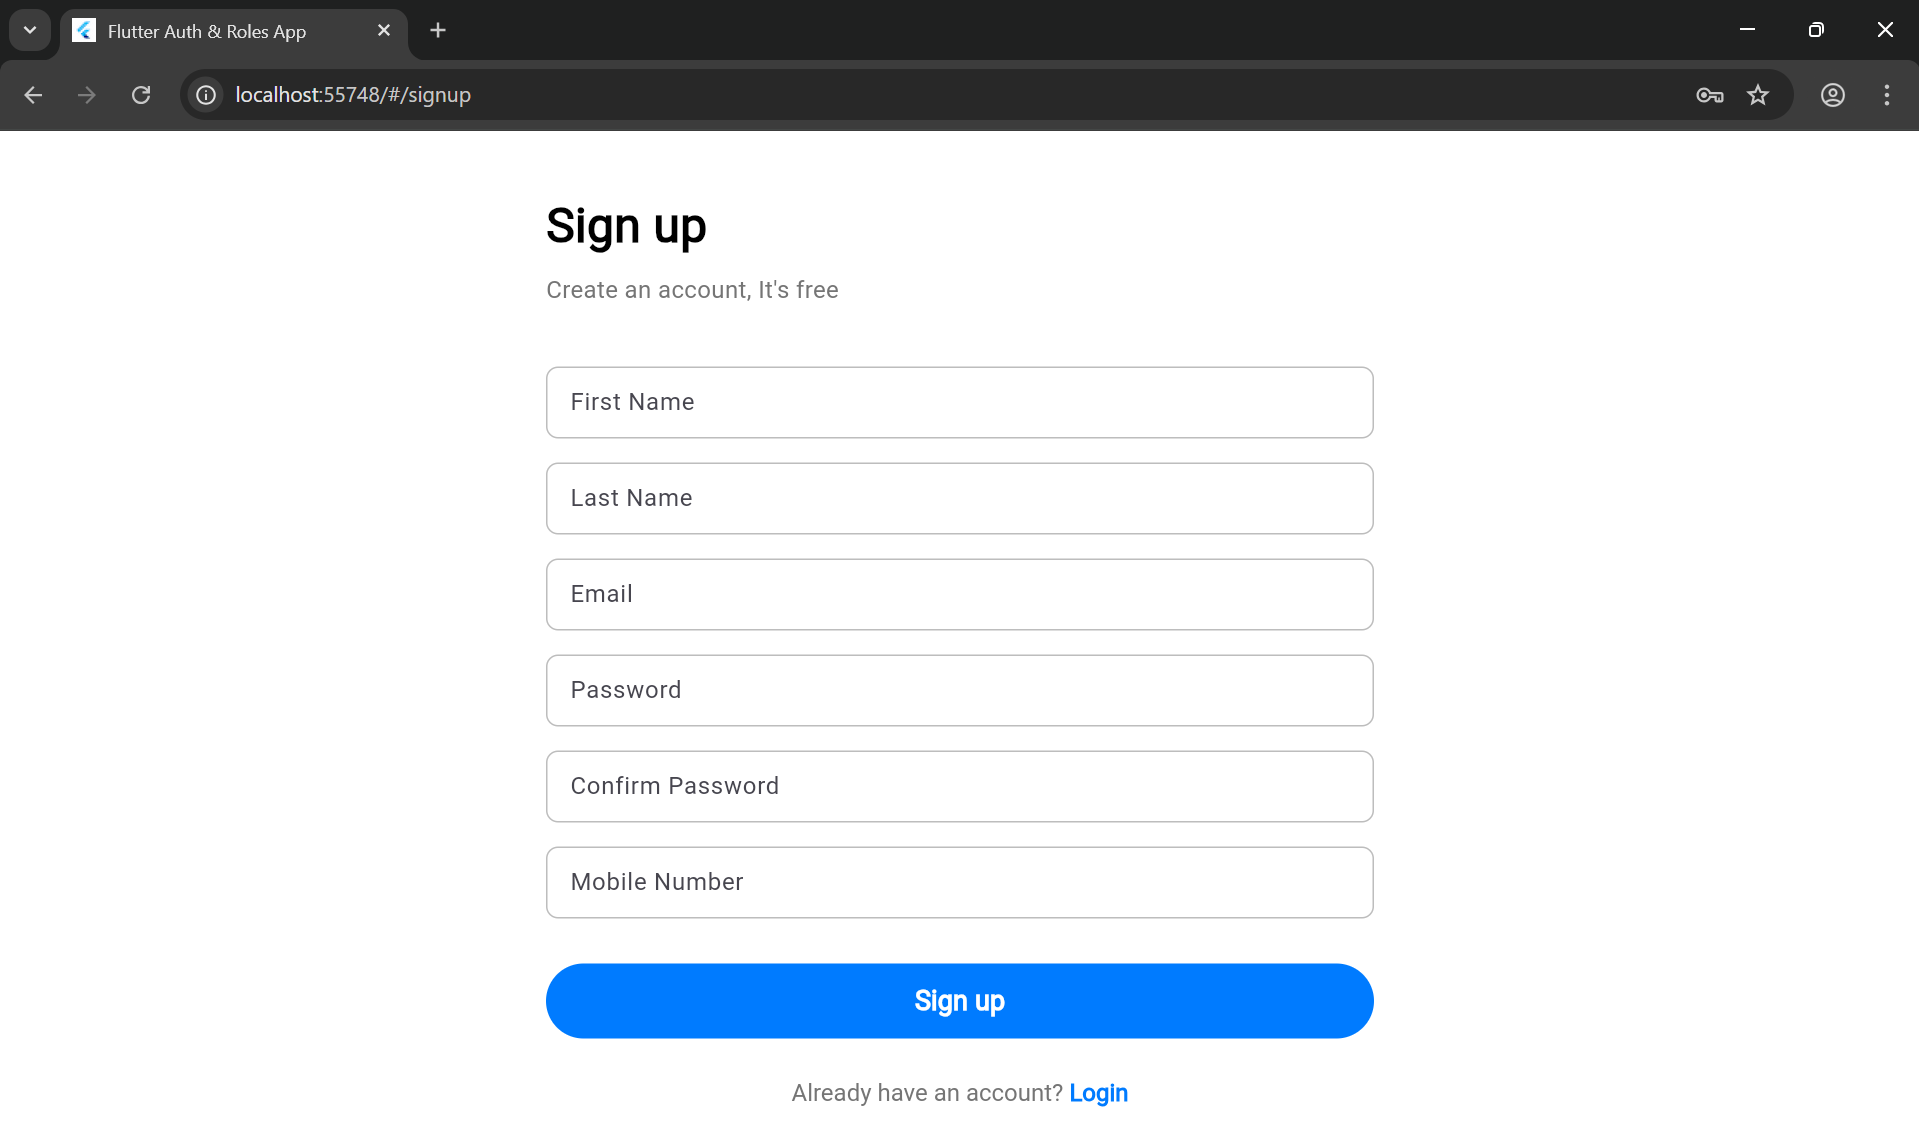 Flutter Auth & Roles App
localhost:55748/#/signup
Sign up
Create an account, It's free
First Name
Last Name
Email
Password
Confirm Password
Mobile Number
Sign up
Already have an account? Login